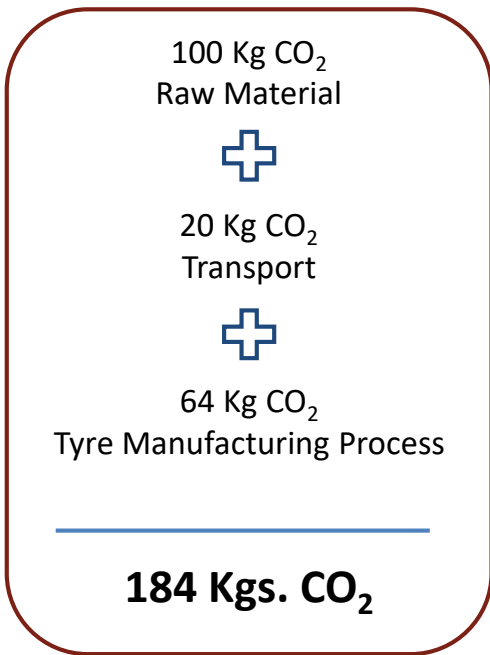 100 Kg CO₂
Raw Material
20 Kg CO₂
Transport
64 Kg CO₂
Tyre Manufacturing Process
184 Kgs. CO₂